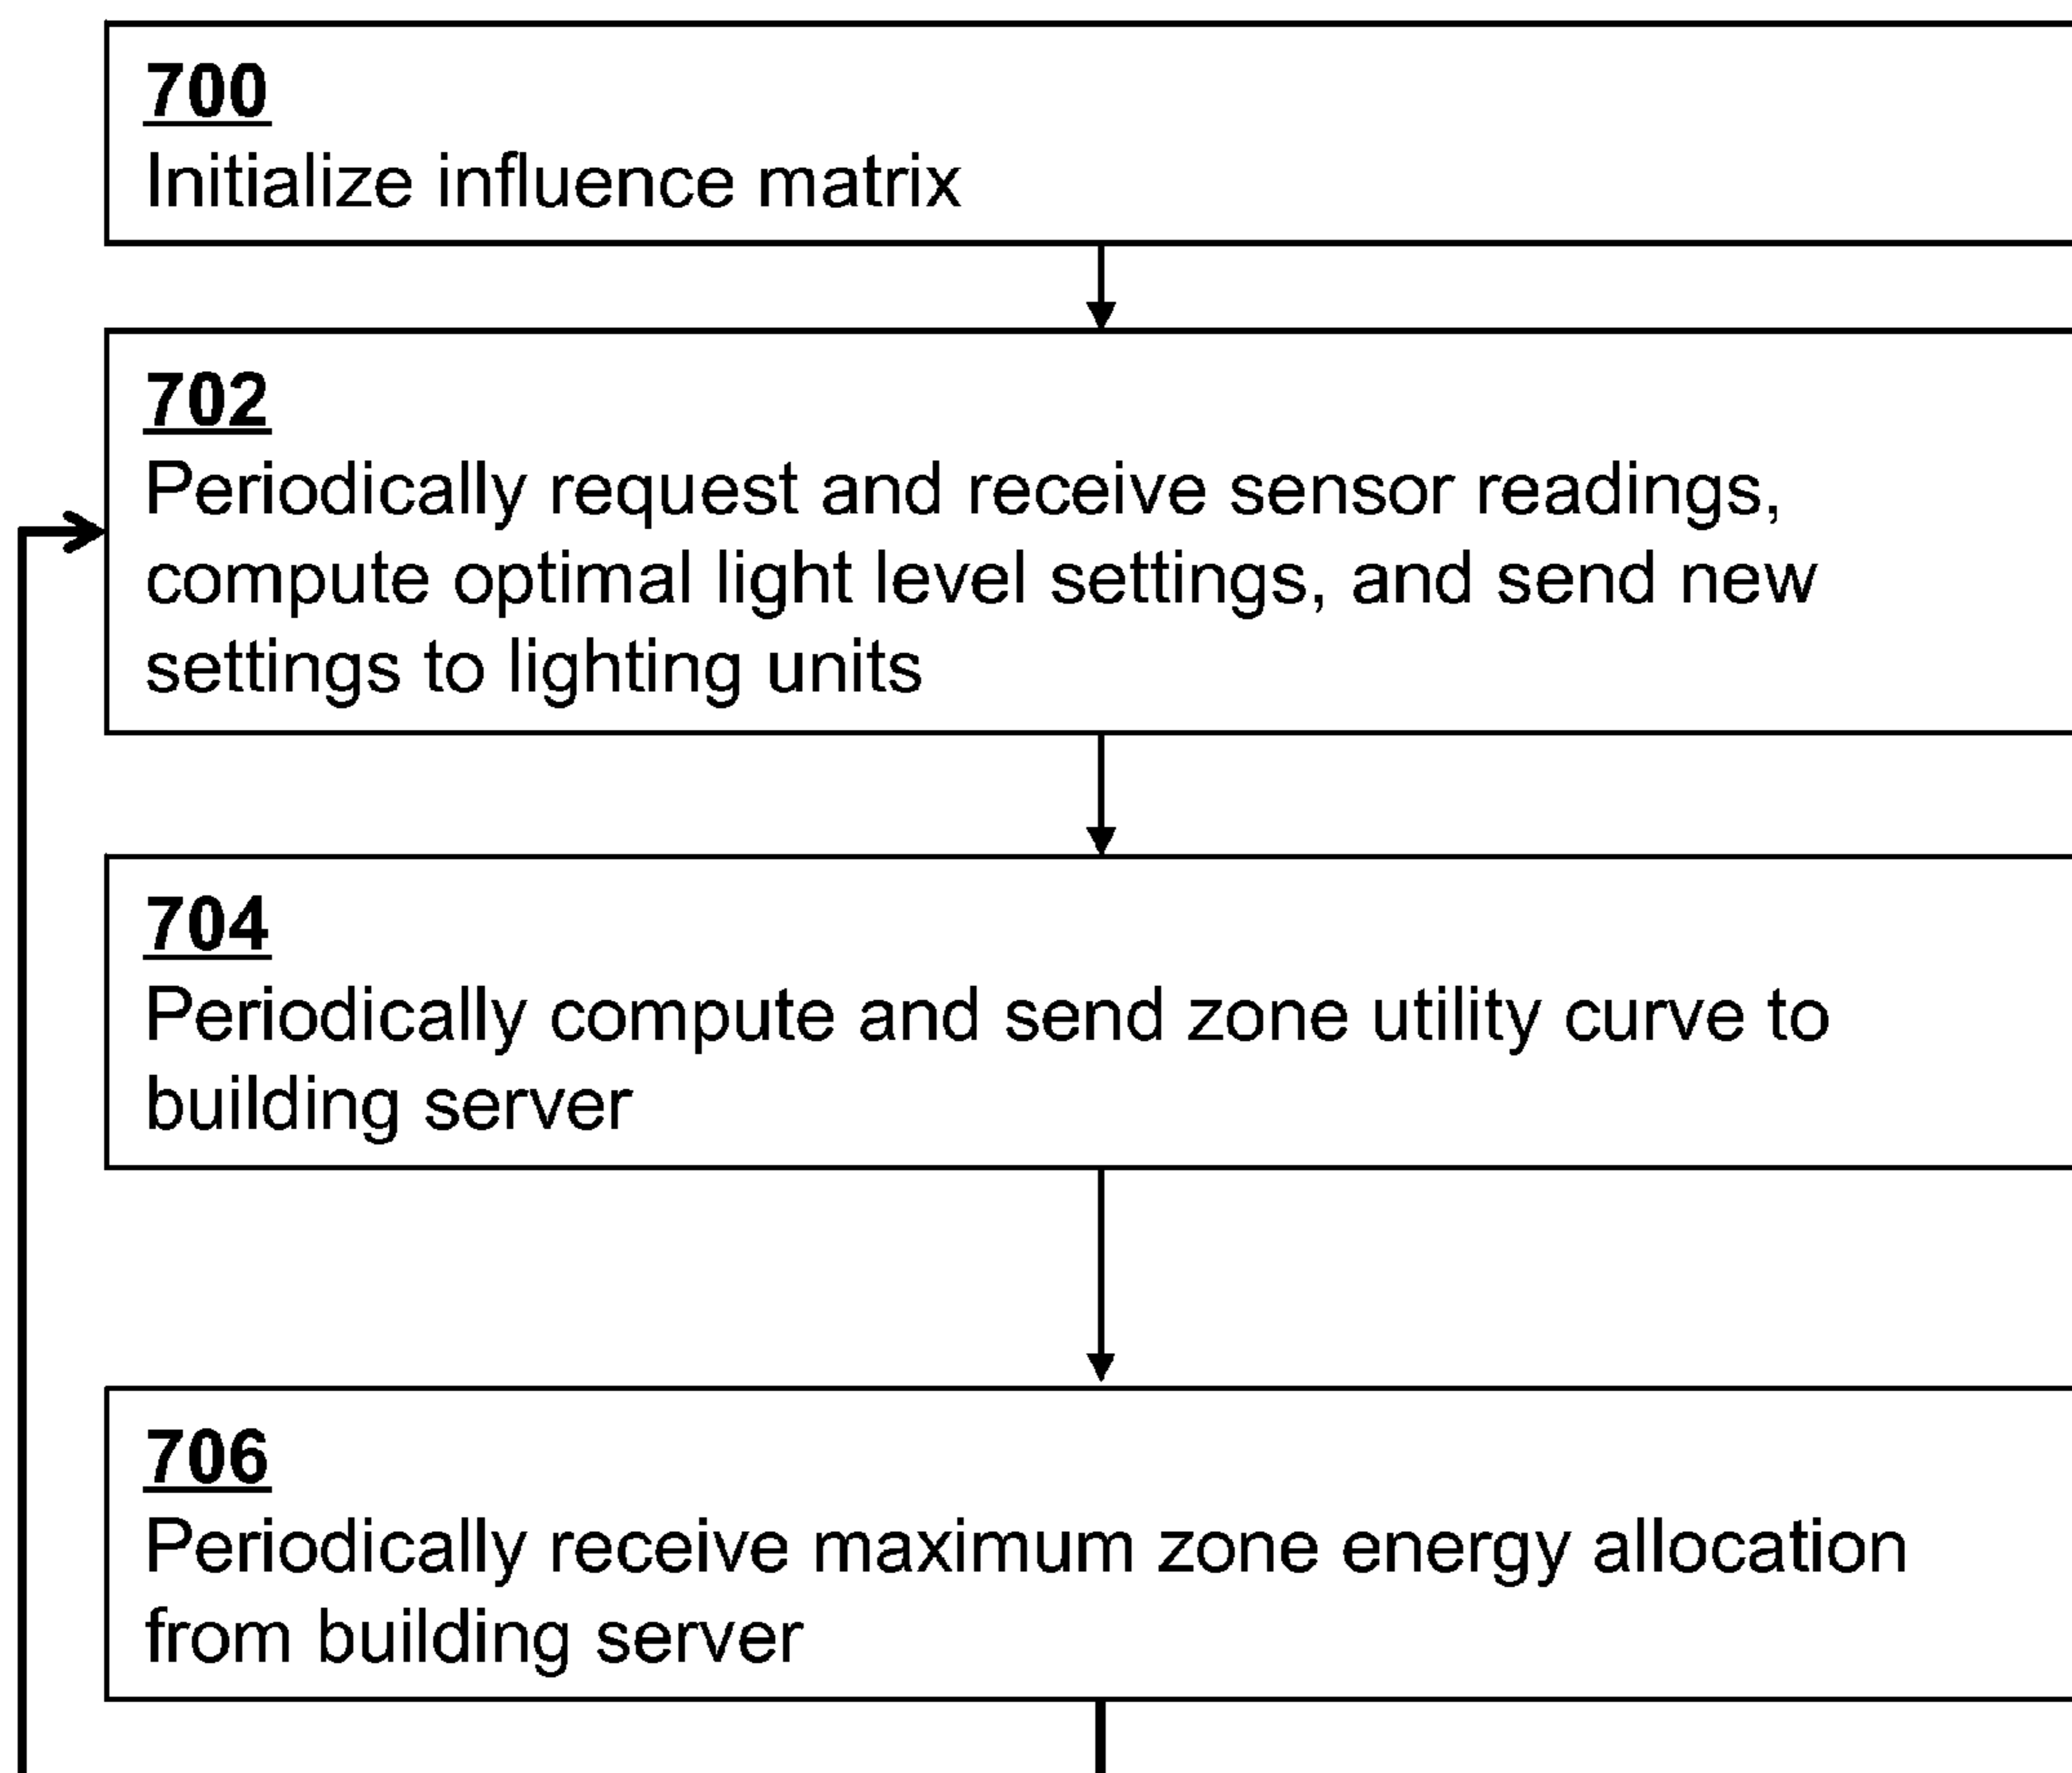 700
Initialize influence matrix
702
Periodically request and receive sensor readings,
compute optimal light level settings, and send new
settings to lighting units
704
Periodically compute and send zone utility curve to
building server
706
Periodically receive maximum zone energy allocation
from building server